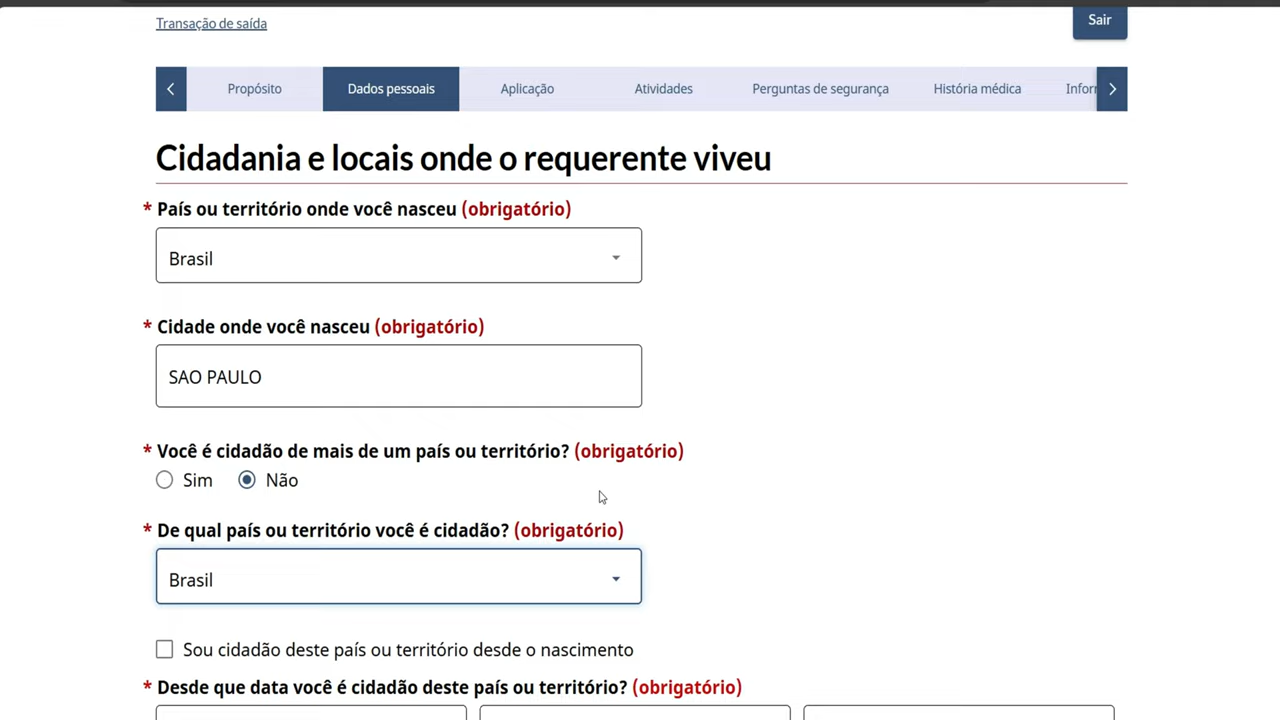 Transação de saída
Sair
Propósito
Dados pessoais
Aplicação
Atividades
Perguntas de segurança
História médica
Infor
Cidadania e locais onde o requerente viveu
* País ou território onde você nasceu (obrigatório)
Brasil
* Cidade onde você nasceu (obrigatório)
SAO PAULO
* Você é cidadão de mais de um país ou território? (obrigatório)
Sim Não
* De qual país ou território você é cidadão? (obrigatório)
Brasil
Sou cidadão deste país ou território desde o nascimento
* Desde que data você é cidadão deste país ou território? (obrigatório)